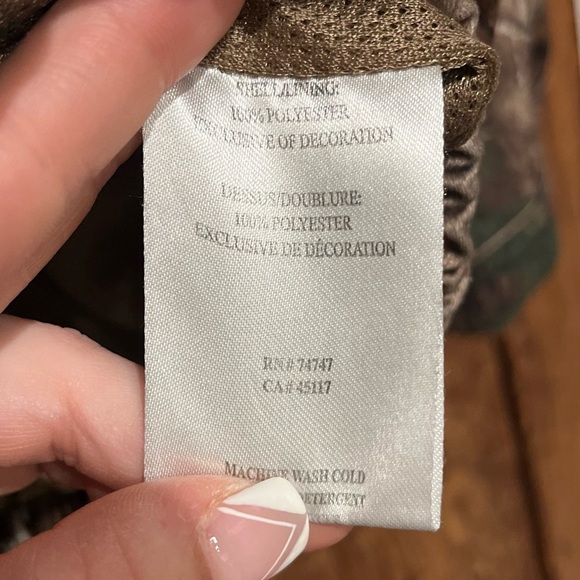 SHELL/LINING:
100% POLYESTER
EXCLUSIVE OF DECORATION
DESSUS/DOUBLURE:
100% POLYESTER
EXCLUSIVE DE DÉCORATION
RN # 74747
CA # 45117
MACHINE WASH COLD
DETERGENT